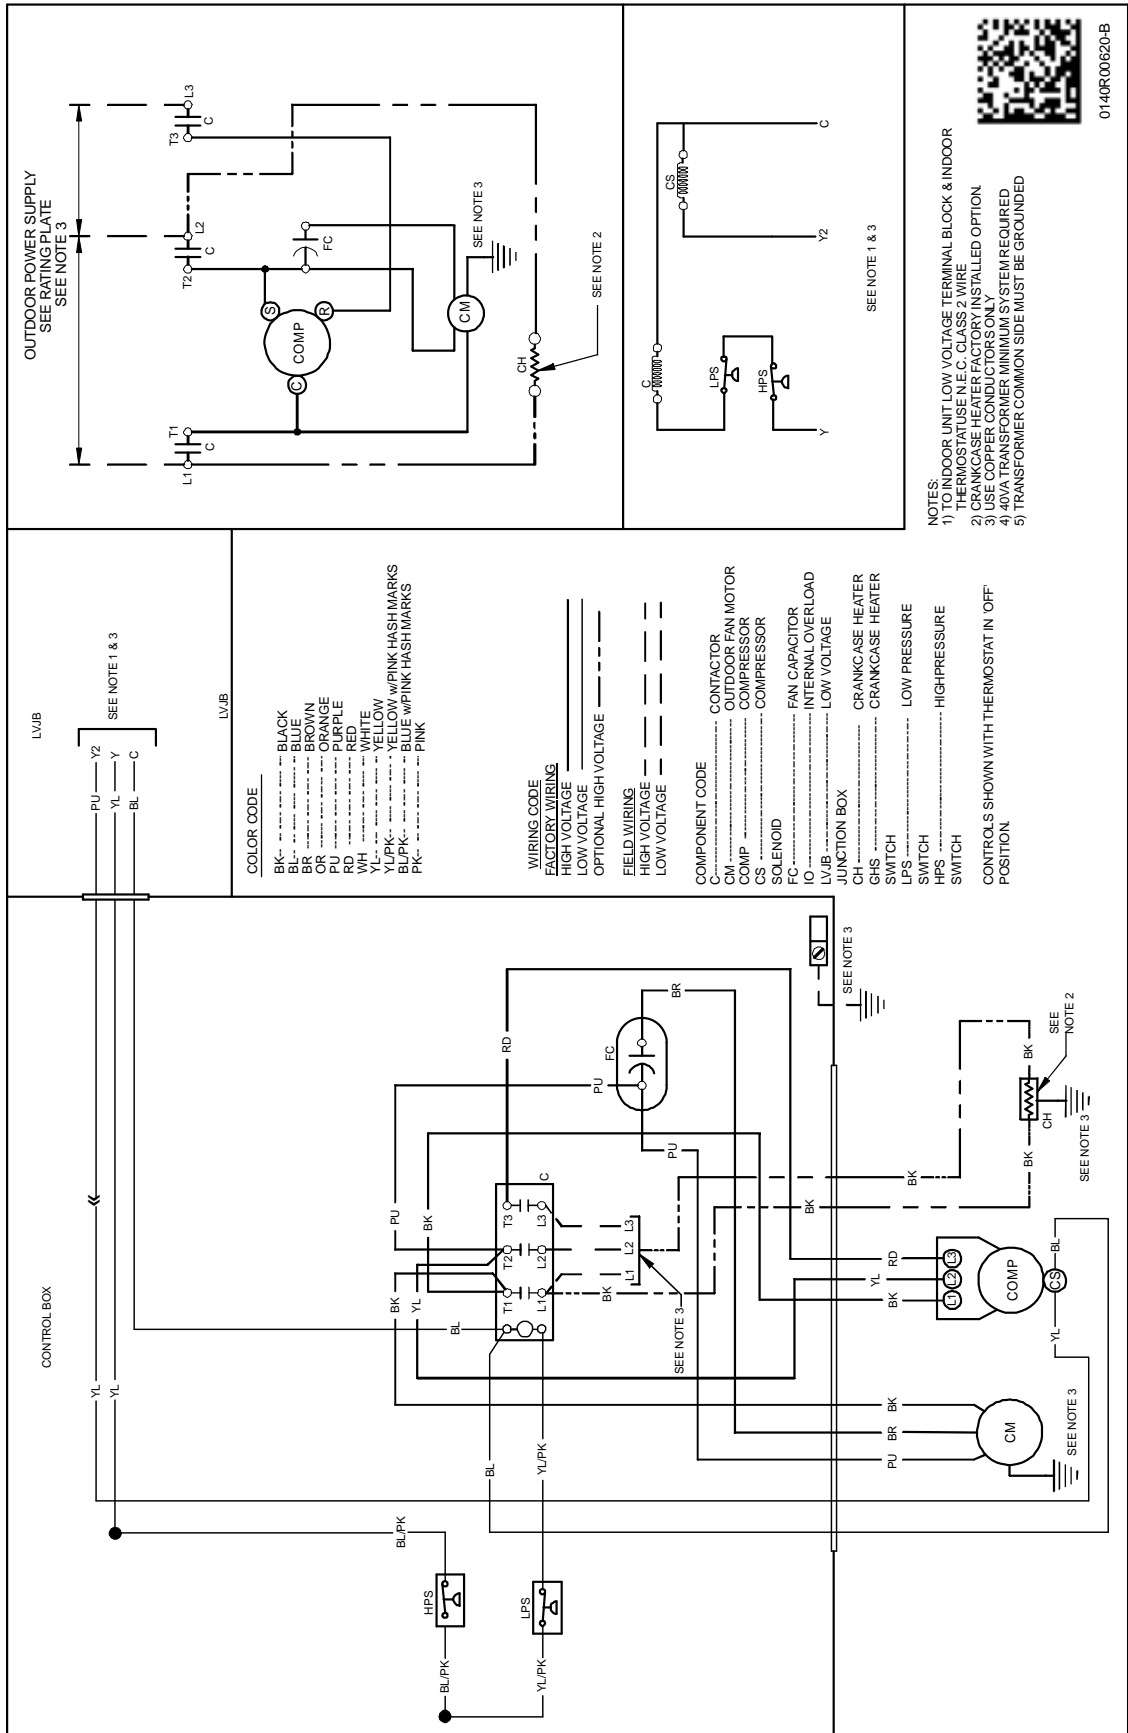 CONTROL BOX
LVJB
SEE NOTE 1 & 3
PU
YL
BL
Y2
Y
C
YL
YL
BL
BL/PK
HPS
BL/PK
YL/PK
LPS
YL/PK
BL
PU
BK
BK
YL
T1
T2
T3
L1
L2
L3
C
BK
L1
L2
L3
SEE NOTE 3
RD
FC
PU
PU
BR
BK
BR
PU
CM
SEE NOTE 3
RD
YL
BK
L1
L2
L3
COMP
CS
YL
BL
BK
BK
BK
BK
CH
SEE
NOTE 2
SEE NOTE 3
SEE NOTE 3
LVJB
COLOR CODE
BK------------BLACK
BL------------BLUE
BR ------------BROWN
OR ------------ORANGE
PU ------------PURPLE
RD ------------RED
WH ------------WHITE
YL------------YELLOW
YL/PK------------YELLOW w/PINK HASH MARKS
BL/PK------------BLUE w/PINK HASH MARKS
PK------------PINK
WIRING CODE
FACTORY WIRING
HIGH VOLTAGE
LOW VOLTAGE
OPTIONAL HIGH VOLTAGE
FIELD WIRING
HIGH VOLTAGE
LOW VOLTAGE
COMPONENT CODE
C------------CONTACTOR
CM ------------OUTDOOR FAN MOTOR
COMP ------------COMPRESSOR
CS ------------COMPRESSOR
SOLENOID
FC------------FAN CAPACITOR
IO ------------INTERNAL OVERLOAD
LVJB------------LOW VOLTAGE
JUNCTION BOX
CH ------------CRANKCASE HEATER
GHS ------------CRANKCASE HEATER
SWITCH
LPS ------------LOW PRESSURE
SWITCH
HPS ------------HIGHPRESSURE
SWITCH
CONTROLS SHOWN WITH THERMOSTAT IN 'OFF'
POSITION.
OUTDOOR POWER SUPPLY
SEE RATING PLATE
SEE NOTE 3
L1
T1
C
T2
L2
C
T3
L3
C
S
R
C
COMP
FC
CM
SEE NOTE 3
CH
SEE NOTE 2
C
CS
LPS
HPS
Y
Y2
C
SEE NOTE 1 & 3
NOTES:
1) TO INDOOR UNIT LOW VOLTAGE TERMINAL BLOCK & INDOOR
THERMOSTATUSE N.E.C. CLASS 2 WIRE
2) CRANKCASE HEATER FACTORY INSTALLED OPTION.
3) USE COPPER CONDUCTORS ONLY
4) 40VA TRANSFORMER MINIMUM SYSTEM REQUIRED
5) TRANSFORMER COMMON SIDE MUST BE GROUNDED
0140R00620-B